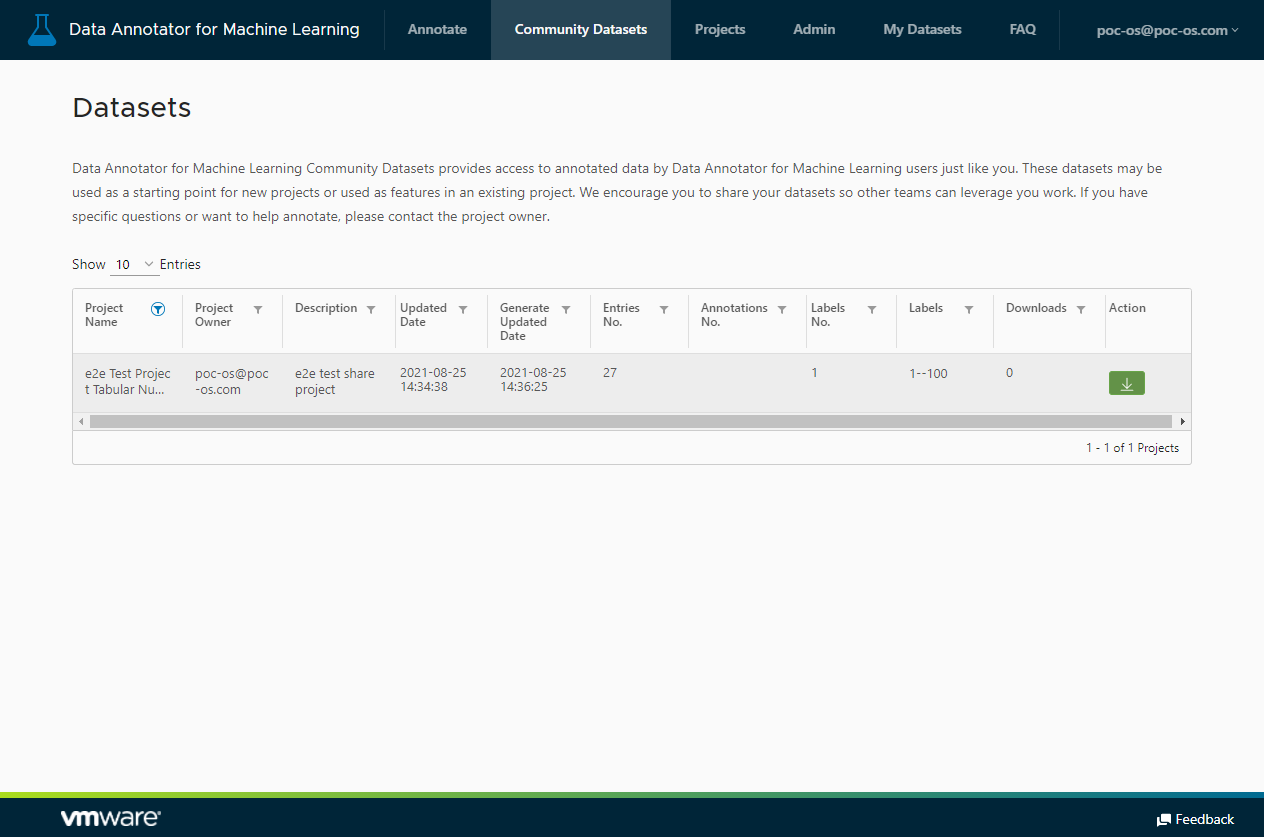 Data Annotator for Machine Learning
Annotate
Community Datasets
Projects
Admin
My Datasets
FAQ
poc-os@poc-os.com
Datasets
Data Annotator for Machine Learning Community Datasets provides access to annotated data by Data Annotator for Machine Learning users just like you. These datasets may be
used as a starting point for new projects or used as features in an existing project. We encourage you to share your datasets so other teams can leverage you work. If you have
specific questions or want to help annotate, please contact the project owner.
Show 10 Entries
Project
Name
Project
Owner
Description
Updated
Date
Generate
Updated
Date
Entries
No.
Annotations
No.
Labels
No.
Labels
Downloads
Action
e2e Test Projec
t Tabular Nu...
poc-os@poc
-os.com
e2e test share
project
2021-08-25
14:34:38
2021-08-25
14:36:25
27
1
1--100
0
1 - 1 of 1 Projects
vmware
Feedback